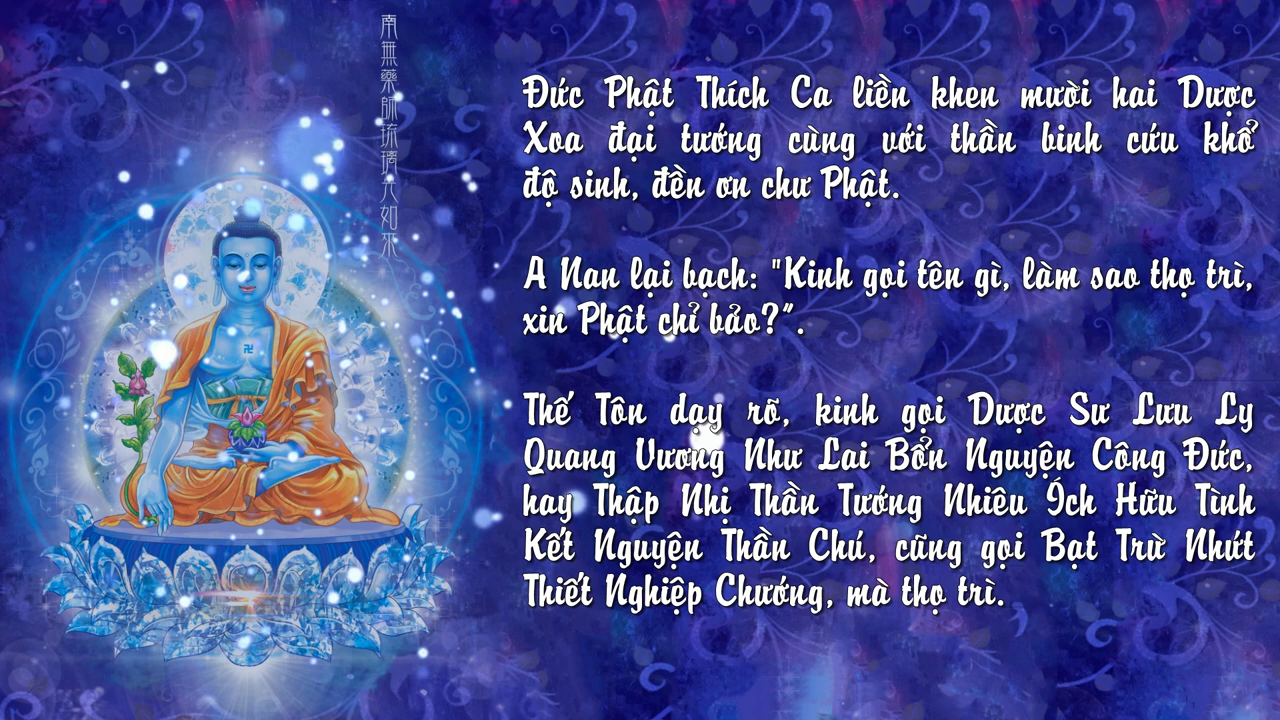 南無藥師琉璃光如來
Đức Phật Thích Ca liền khen mười hai Dược
Xoa đại tướng cùng với thần binh cứu khổ
độ sinh, đền ơn chư Phật.
A Nan lại bạch: "Kinh gọi tên gì, làm sao thọ trì,
xin Phật chỉ bảo?".
Thế Tôn dạy rõ, kinh gọi Dược Sư Lưu Ly
Quang Vương Như Lai Bổn Nguyện Công Đức,
hay Thập Nhị Thần Tướng Nhiêu Ích Hữu Tình
Kết Nguyện Thần Chú, cũng gọi Bạt Trừ Nhứt
Thiết Nghiệp Chướng, mà thọ trì.